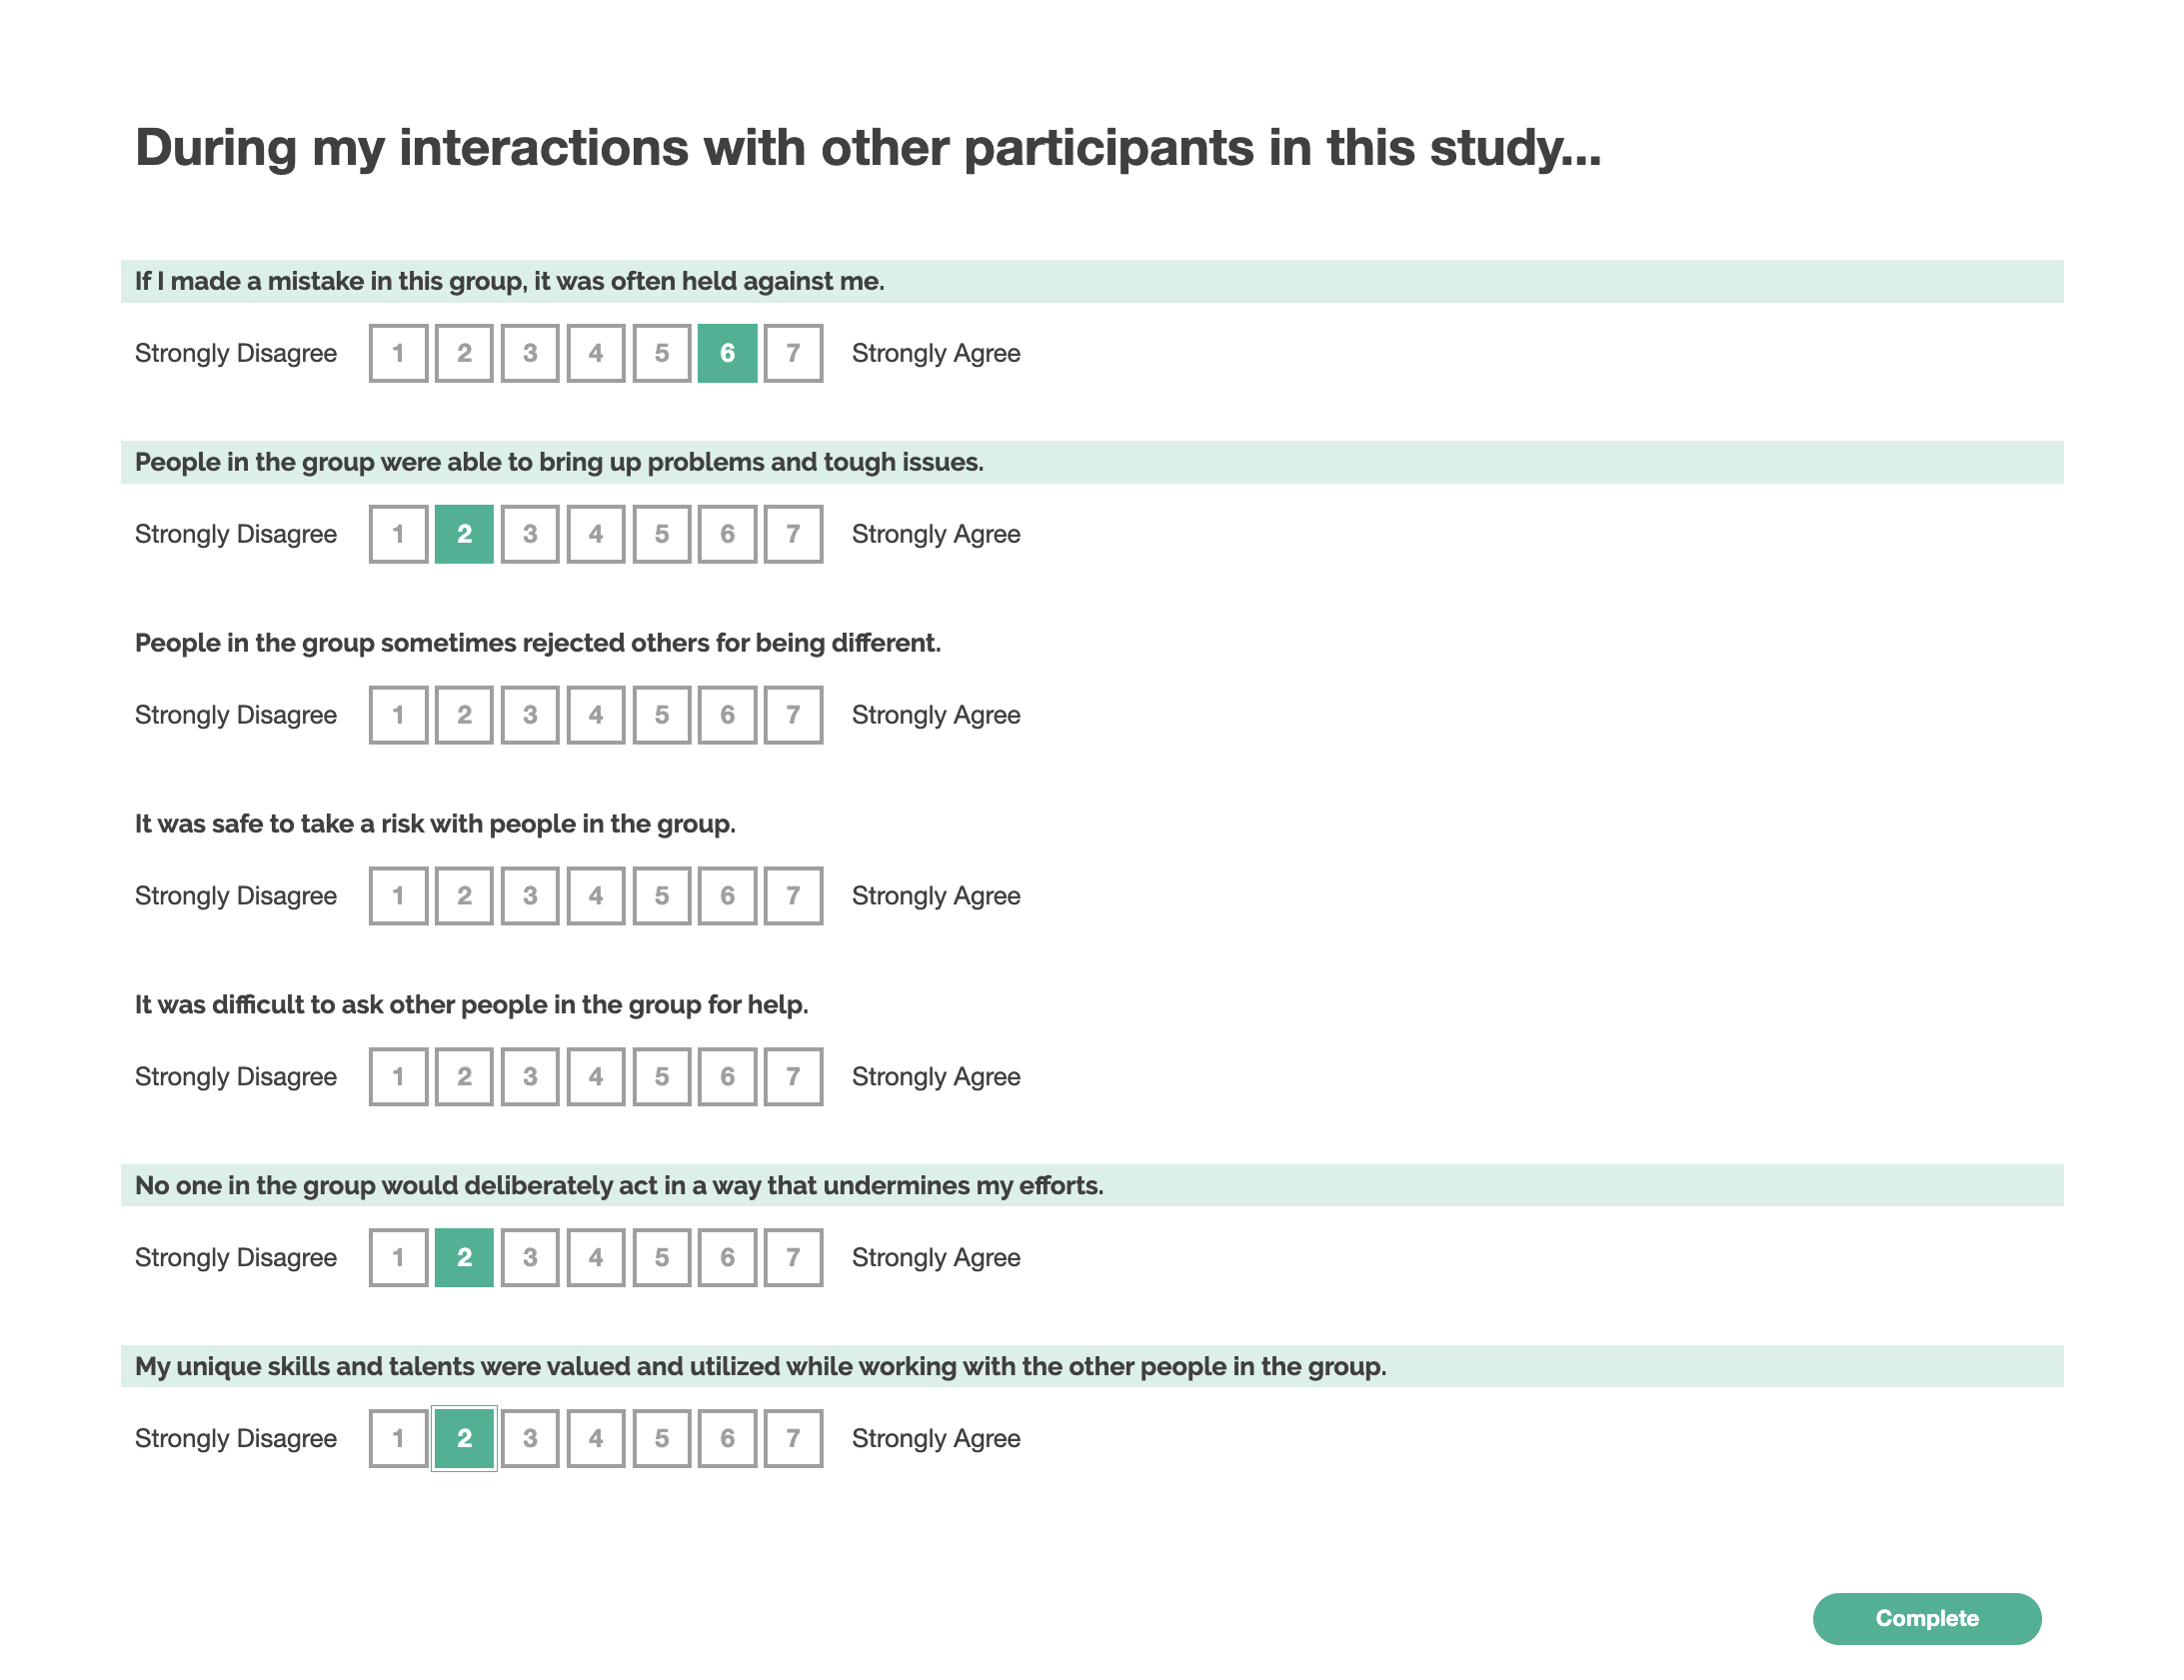 During my interactions with other participants in this study...
If I made a mistake in this group, it was often held against me.
Strongly Disagree 1 2 3 4 5 6 7 Strongly Agree
People in the group were able to bring up problems and tough issues.
Strongly Disagree 1 2 3 4 5 6 7 Strongly Agree
People in the group sometimes rejected others for being different.
Strongly Disagree 1 2 3 4 5 6 7 Strongly Agree
It was safe to take a risk with people in the group.
Strongly Disagree 1 2 3 4 5 6 7 Strongly Agree
It was difficult to ask other people in the group for help.
Strongly Disagree 1 2 3 4 5 6 7 Strongly Agree
No one in the group would deliberately act in a way that undermines my efforts.
Strongly Disagree 1 2 3 4 5 6 7 Strongly Agree
My unique skills and talents were valued and utilized while working with the other people in the group.
Strongly Disagree 1 2 3 4 5 6 7 Strongly Agree
Complete